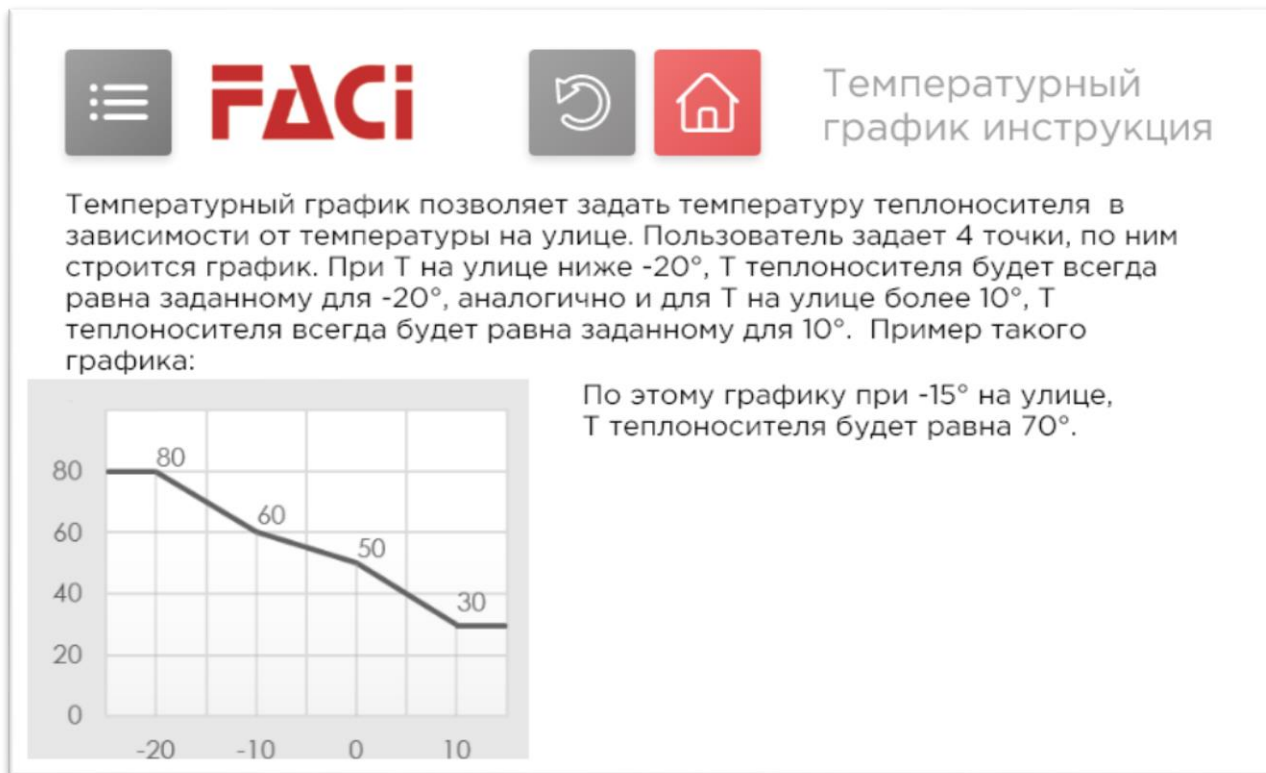 FACi
Температурный
график инструкция
Температурный график позволяет задать температуру теплоносителя в
зависимости от температуры на улице. Пользователь задает 4 точки, по ним
строится график. При Т на улице ниже -20°, Т теплоносителя будет всегда
равна заданному для -20°, аналогично и для Т на улице более 10°, Т
теплоносителя всегда будет равна заданному для 10°. Пример такого
графика:
По этому графику при -15° на улице,
Т теплоносителя будет равна 70°.
80
80
60
60
50
40
30
20
0
-20 -10 0 10